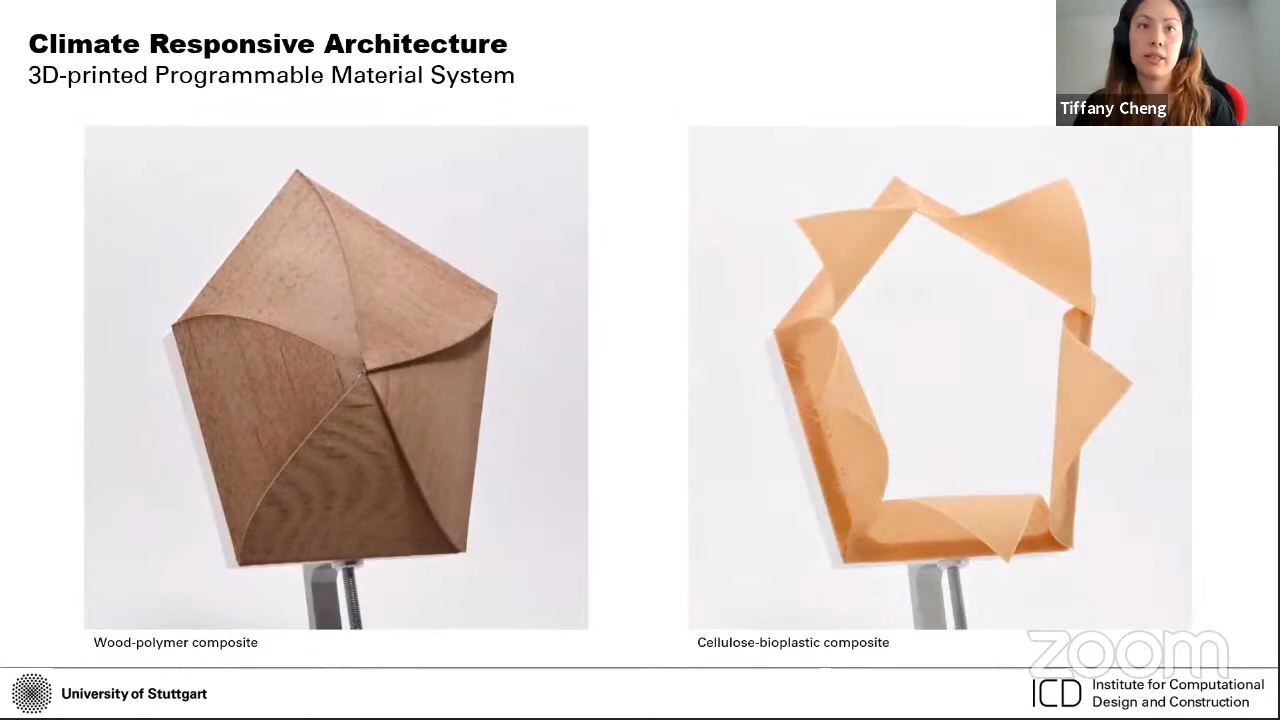 Climate Responsive Architecture
3D-printed Programmable Material System
Tiffany Cheng
Wood-polymer composite
Cellulose-bioplastic composite
zoom
University of Stuttgart
ICD
Institute for Computational
Design and Construction